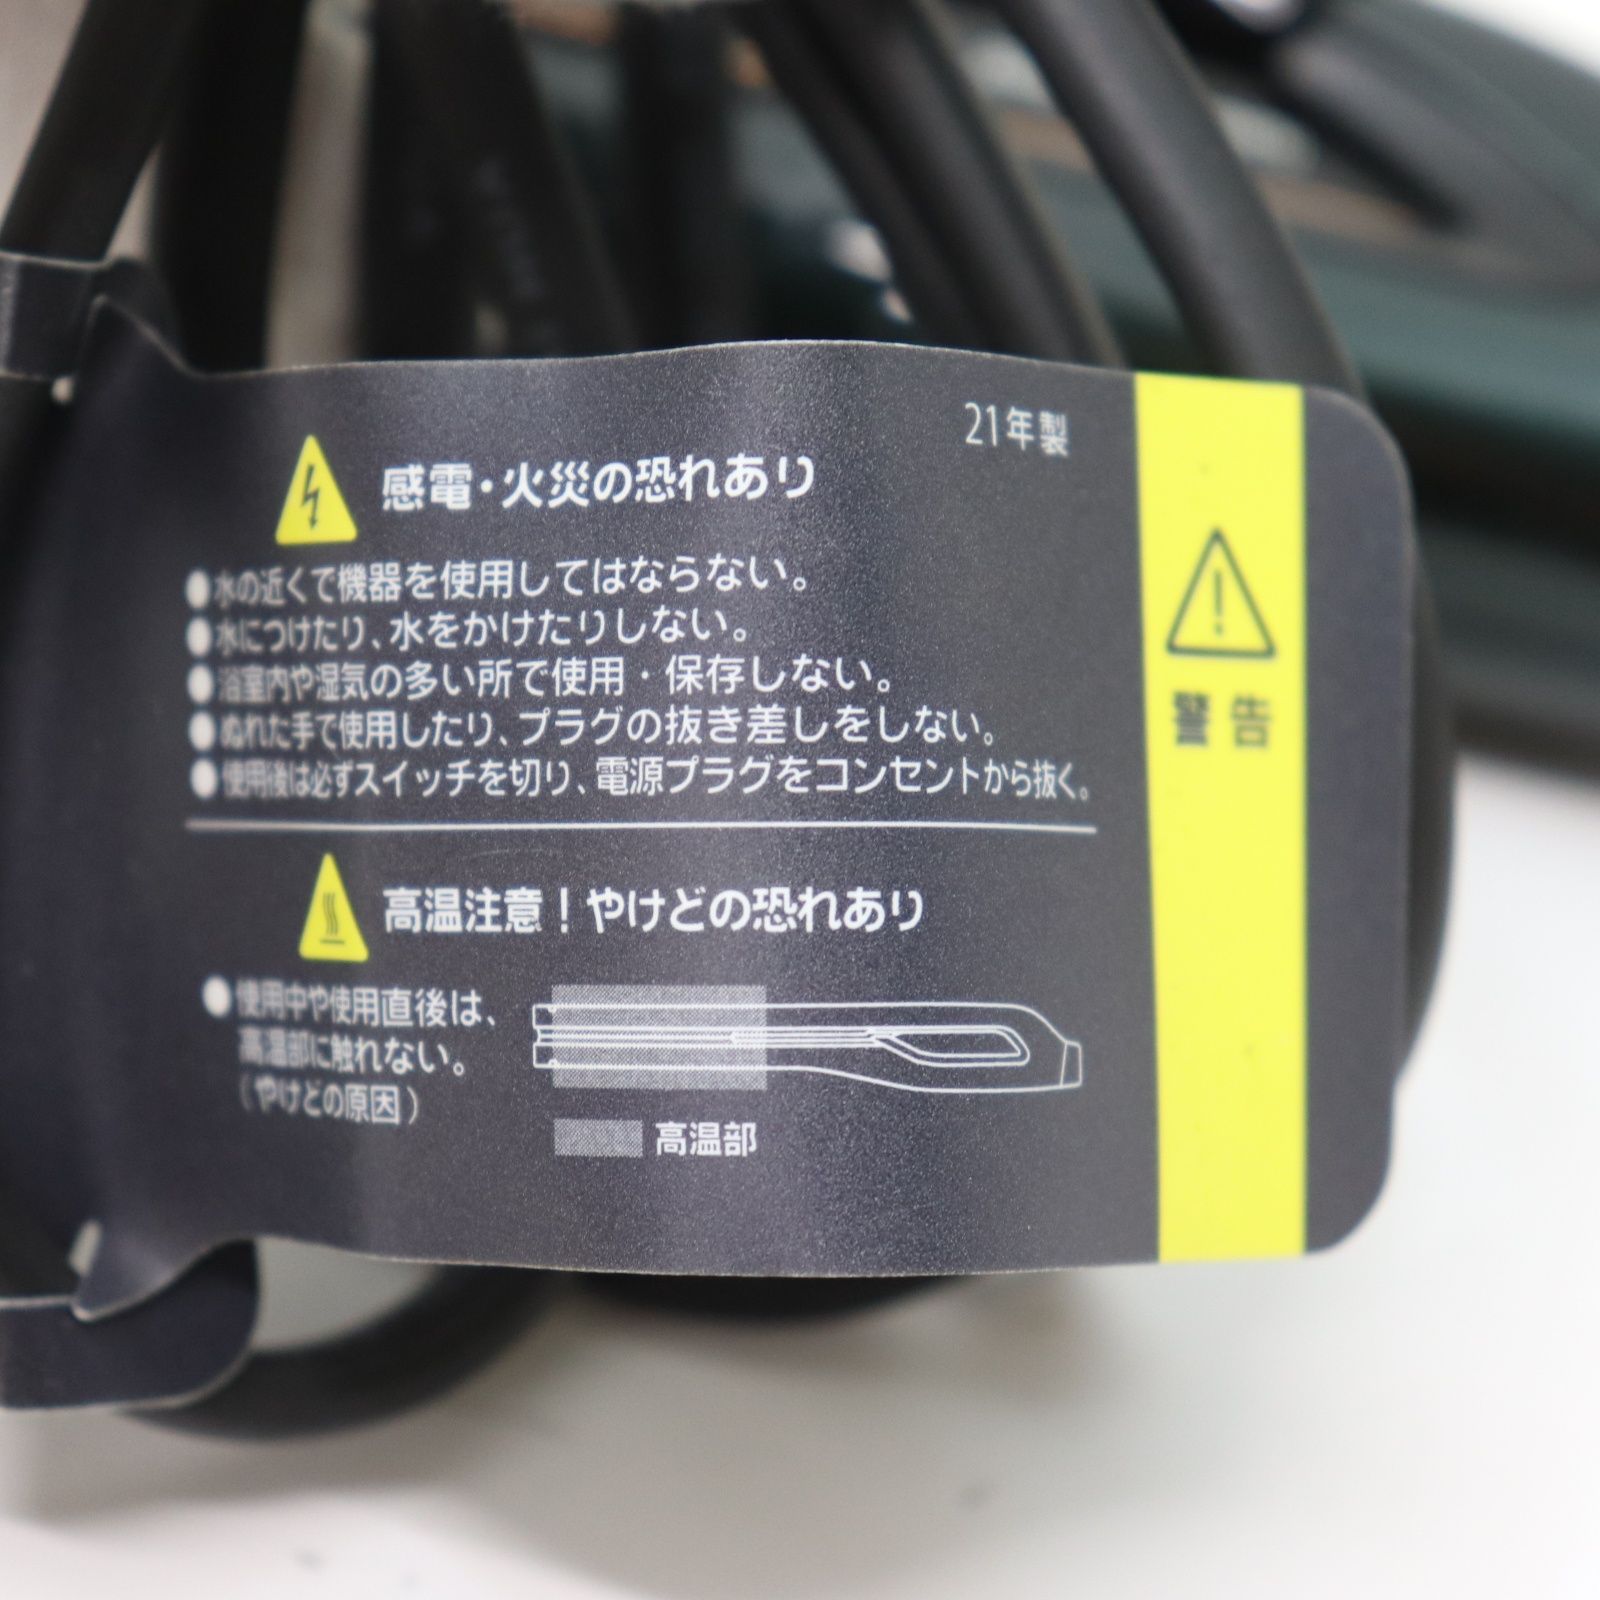 21年製
感電・火災の恐れあり
●水の近くで機器を使用してはならない。
●水につけたり、水をかけたりしない。
●浴室内や湿気の多い所で使用・保存しない。
●ぬれた手で使用したり、プラグの抜き差しをしない。
●使用後は必ずスイッチを切り、電源プラグをコンセントから抜く。
警告
高温注意！やけどの恐れあり
●使用中や使用直後は、
高温部に触れない。
（やけどの原因）
高温部